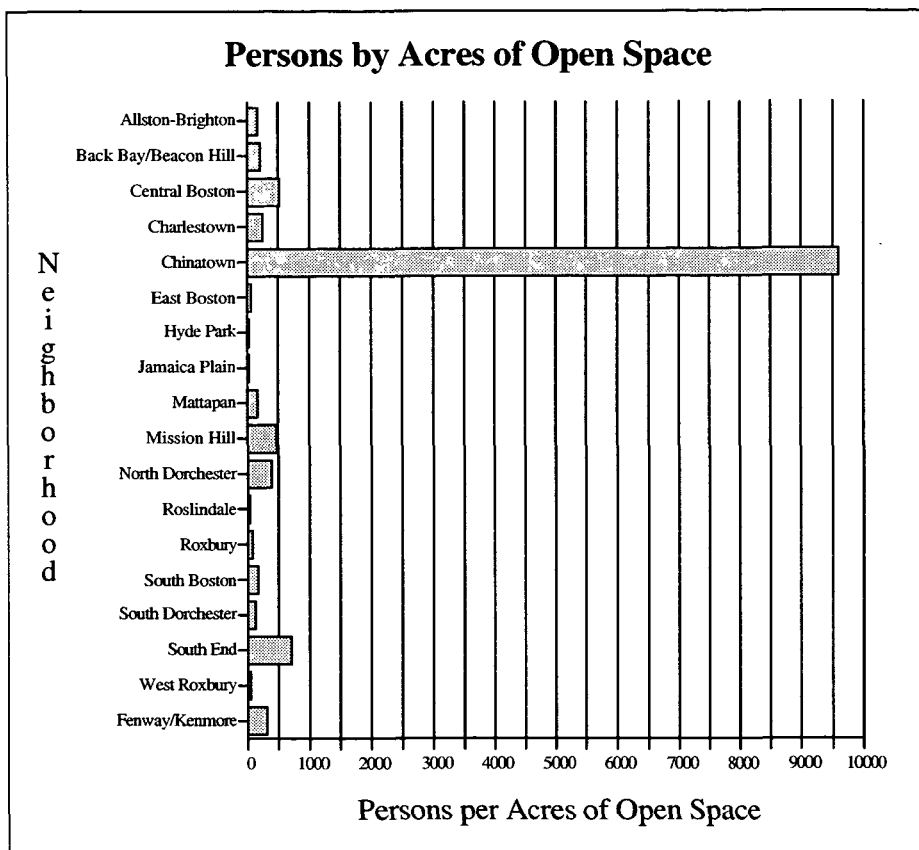 Persons by Acres of Open Space
Neighborhood
Allston-Brighton
Back Bay/Beacon Hill
Central Boston
Charlestown
Chinatown
East Boston
Hyde Park
Jamaica Plain
Mattapan
Mission Hill
North Dorchester
Roslindale
Roxbury
South Boston
South Dorchester
South End
West Roxbury
Fenway/Kenmore
0 1000 2000 3000 4000 5000 6000 7000 8000 9000 10000
Persons per Acres of Open Space